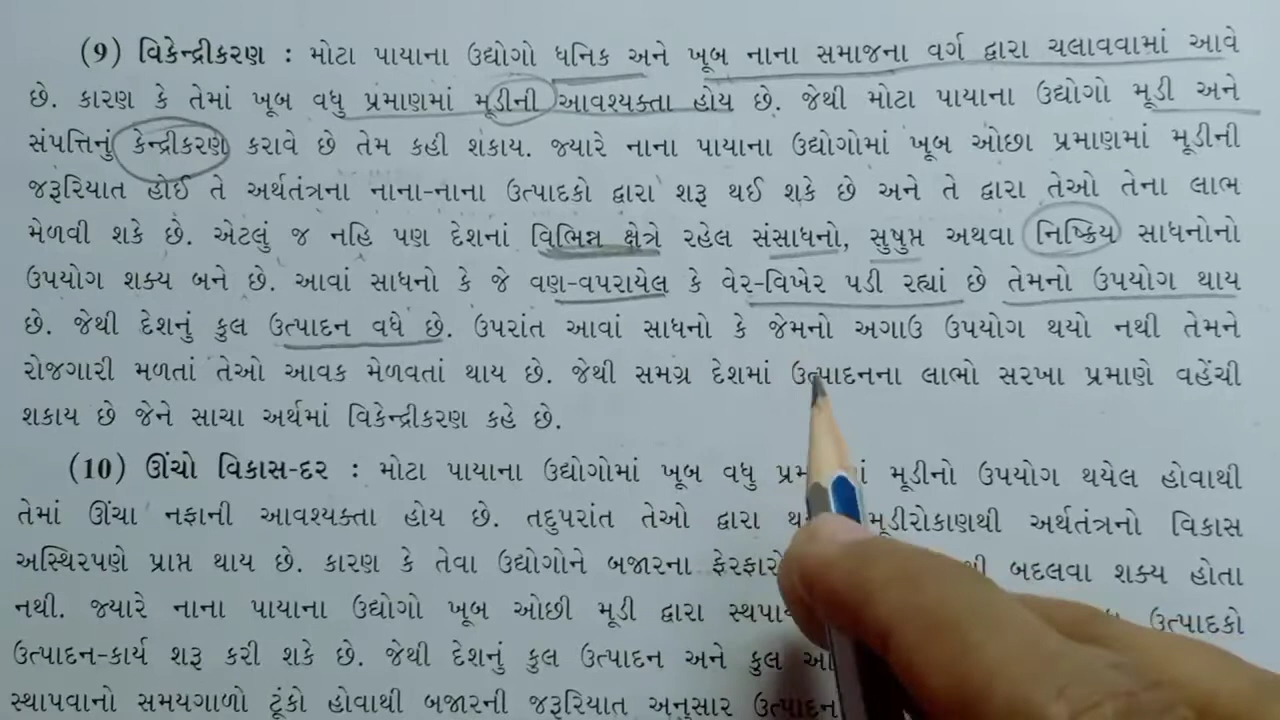 (9) વિકેન્દ્રીકરણ : મોટા પાયાના ઉદ્યોગો ધનિક અને ખૂબ નાના સમાજના વર્ગ દ્વારા ચલાવવામાં આવે
છે. કારણ કે તેમાં ખૂબ વધુ પ્રમાણમાં મૂડીની આવશ્યક્તા હોય છે. જેથી મોટા પાયાના ઉદ્યોગો મૂડી અને
સંપત્તિનું કેન્દ્રીકરણ કરાવે છે તેમ કહી શકાય. જ્યારે નાના પાયાના ઉદ્યોગોમાં ખૂબ ઓછા પ્રમાણમાં મૂડીની
જરૂરિયાત હોઈ તે અર્થતંત્રના નાના-નાના ઉત્પાદકો દ્વારા શરૂ થઈ શકે છે અને તે દ્વારા તેઓ તેના લાભ
મેળવી શકે છે. એટલું જ નહિ પણ દેશનાં વિભિન્ન ક્ષેત્રે રહેલ સંસાધનો, સુષુપ્ત અથવા નિષ્ક્રિય સાધનોનો
ઉપયોગ શક્ય બને છે. આવાં સાધનો કે જે વણ-વપરાયેલ કે વેર-વિખેર પડી રહ્યાં છે તેમનો ઉપયોગ થાય
છે. જેથી દેશનું કુલ ઉત્પાદન વધે છે. ઉપરાંત આવાં સાધનો કે જેમનો અગાઉ ઉપયોગ થયો નથી તેમને
રોજગારી મળતાં તેઓ આવક મેળવતાં થાય છે. જેથી સમગ્ર દેશમાં ઉત્પાદનના લાભો સરખા પ્રમાણે વહેંચી
શકાય છે જેને સાચા અર્થમાં વિકેન્દ્રીકરણ કહે છે.
(10) ઊંચો વિકાસ-દર : મોટા પાયાના ઉદ્યોગોમાં ખૂબ વધુ મૂડીનો ઉપયોગ થયેલ હોવાથી
તેમાં ઊંચા નફાની આવશ્યકતા હોય છે. તદુપરાંત તેઓ દ્વારા મૂડીરોકાણથી અર્થતંત્રનો વિકાસ
અસ્થિરપણે પ્રાપ્ત થાય છે. કારણ કે તેવા ઉદ્યોગોને બજારના બદલવા શક્ય હોતા
નથી. જ્યારે નાના પાયાના ઉદ્યોગો ખૂબ ઓછી મૂડી દ્વારા ઉત્પાદકો
ઉત્પાદન-કાર્ય શરૂ કરી શકે છે. જેથી દેશનું કુલ ઉત્પાદન અને કુલ
સ્થાપવાનો સમયગાળો ટૂંકો હોવાથી બજારની જરૂરિયાત અનુસાર ઉત્પાદન